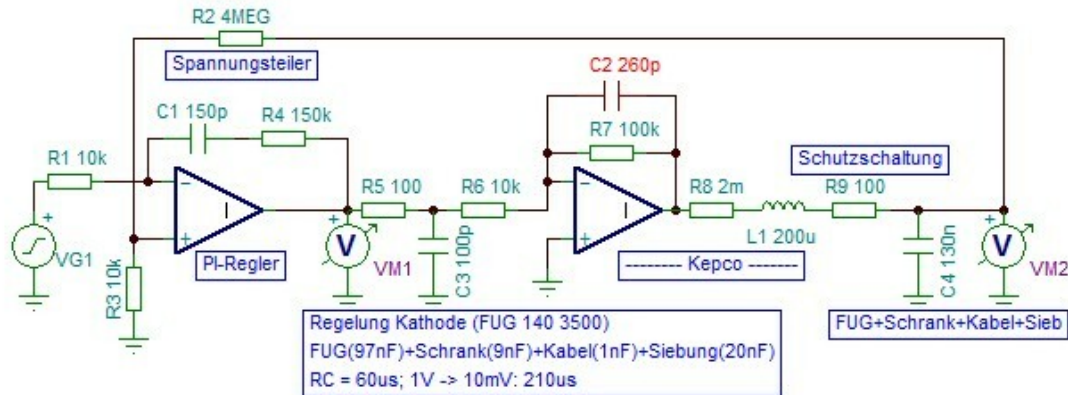 R2 4MEG
Spannungsteiler
C2 260p
C1 150p
R4 150k
R7 100k
R1 10k
Schutzschaltung
R5 100
R6 10k
R8 2m
R9 100
-
I
+
-
I
+
L1 200u
+
VG1
R3 10k
PI-Regler
+
V
VM1
C3 100p
-------- Kepco -------
C4 130n
+
V
VM2
Regelung Kathode (FUG 140 3500)
FUG(97nF)+Schrank(9nF)+Kabel(1nF)+Siebung(20nF)
RC = 60us; 1V -> 10mV: 210us
FUG+Schrank+Kabel+Sieb